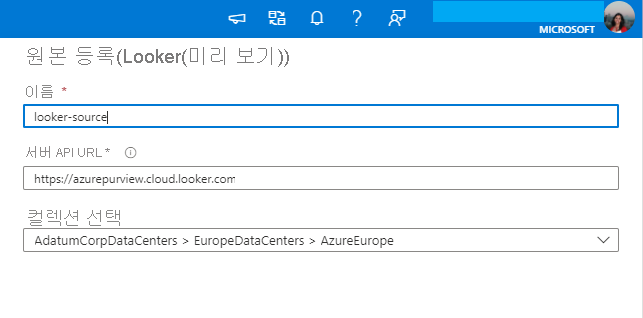 MICROSOFT
원본 등록(Looker(미리 보기))
이름 *
looker-source
서버 API URL *
https://azurepurview.cloud.looker.com
컬렉션 선택
AdatumCorpDataCenters > EuropeDataCenters > AzureEurope